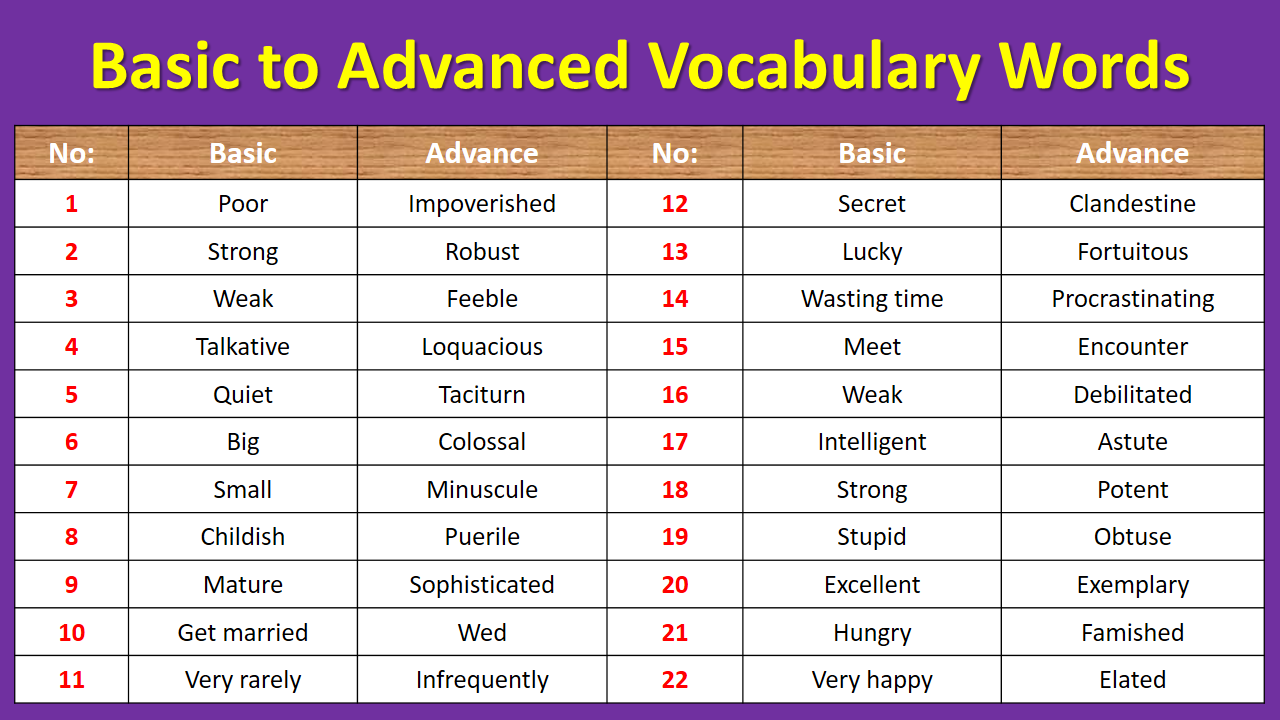 Basic to Advanced Vocabulary Words
No: Basic Advance No: Basic Advance
1 Poor Impoverished 12 Secret Clandestine
2 Strong Robust 13 Lucky Fortuitous
3 Weak Feeble 14 Wasting time Procrastinating
4 Talkative Loquacious 15 Meet Encounter
5 Quiet Taciturn 16 Weak Debilitated
6 Big Colossal 17 Intelligent Astute
7 Small Minuscule 18 Strong Potent
8 Childish Puerile 19 Stupid Obtuse
9 Mature Sophisticated 20 Excellent Exemplary
10 Get married Wed 21 Hungry Famished
11 Very rarely Infrequently 22 Very happy Elated